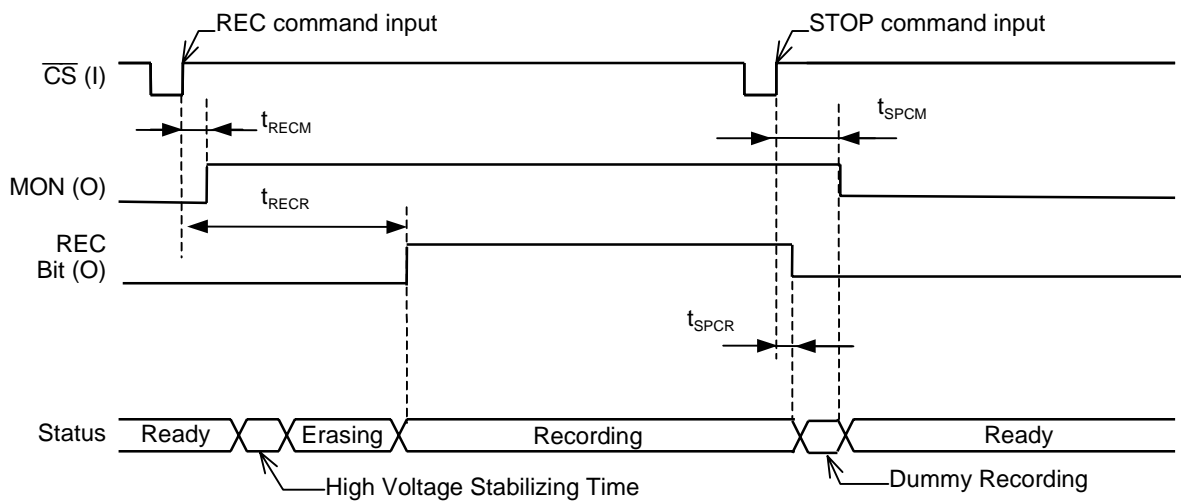 REC command input
STOP command input
CS (I)
tRECM
tSPCM
MON (O)
tRECR
REC
Bit (O)
tSPCR
Status
Ready
Erasing
Recording
Ready
High Voltage Stabilizing Time
Dummy Recording